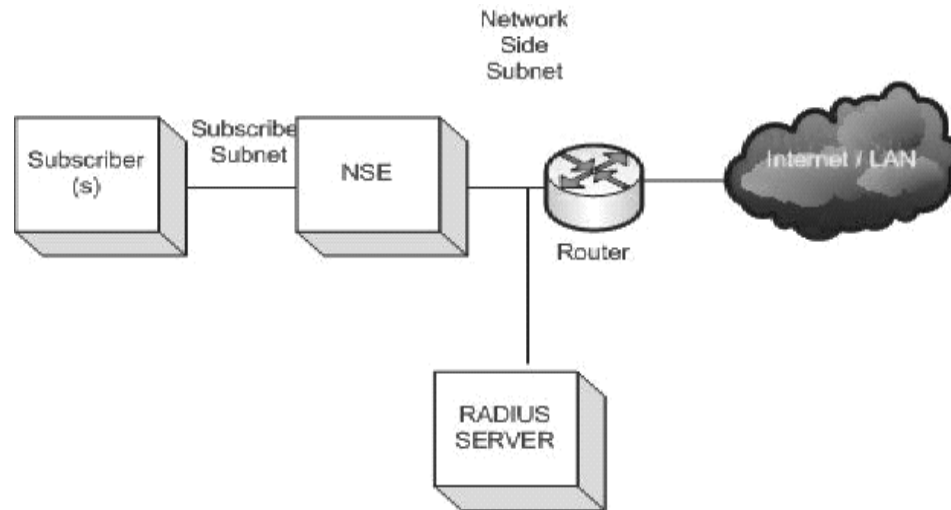 Network
Side
Subnet
Subscribe
Subnet
Subscriber
(s)
NSE
Internet / LAN
Router
RADIUS
SERVER